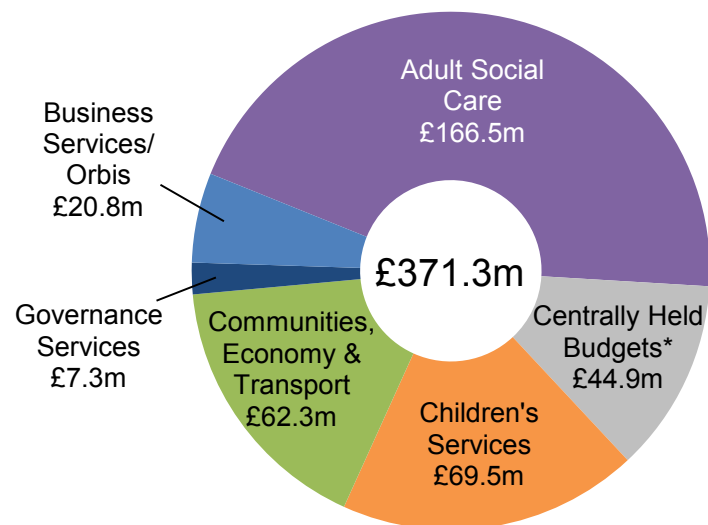 Adult Social
Care
£166.5m
Business
Services/
Orbis
£20.8m
£371.3m
Governance
Services
£7.3m
Communities,
Economy &
Transport
£62.3m
Centrally Held
Budgets*
£44.9m
Children's
Services
£69.5m